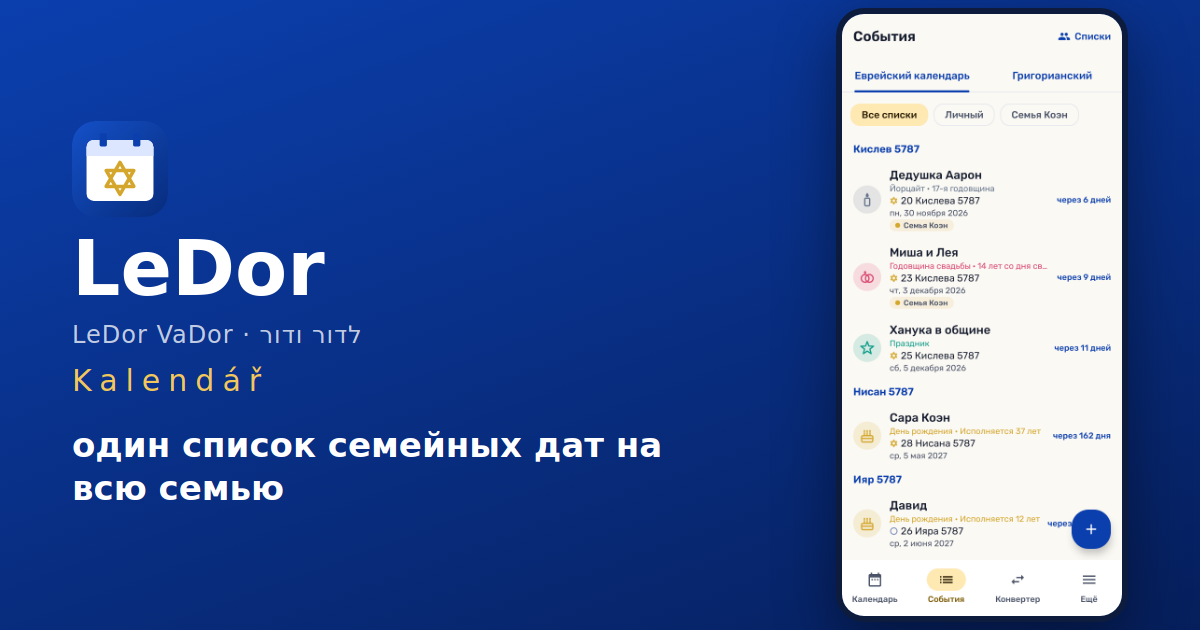 LeDor
LeDor VaDor · לדור ודור
Kalendář
один список семейных дат на
всю семью
События
Списки
Еврейский календарь
Григорианский
Все списки
Личный
Семья Коэн
Кислев 5787
Дедушка Аарон
Йорцайт • 17-я годовщина
20 Кислева 5787
пн, 30 ноября 2026
Семья Коэн
через 6 дней
Миша и Лея
Годовщина свадьбы • 14 лет со дня св…
23 Кислева 5787
чт, 3 декабря 2026
Семья Коэн
через 9 дней
Ханука в общине
Праздник
25 Кислева 5787
сб, 5 декабря 2026
через 11 дней
Нисан 5787
Сара Коэн
День рождения • Исполняется 37 лет
28 Нисана 5787
ср, 5 мая 2027
через 162 дня
Ияр 5787
Давид
День рождения • Исполняется 12 лет
26 Ияра 5787
ср, 2 июня 2027
через
+
Календарь
События
Конвертер
Ещё